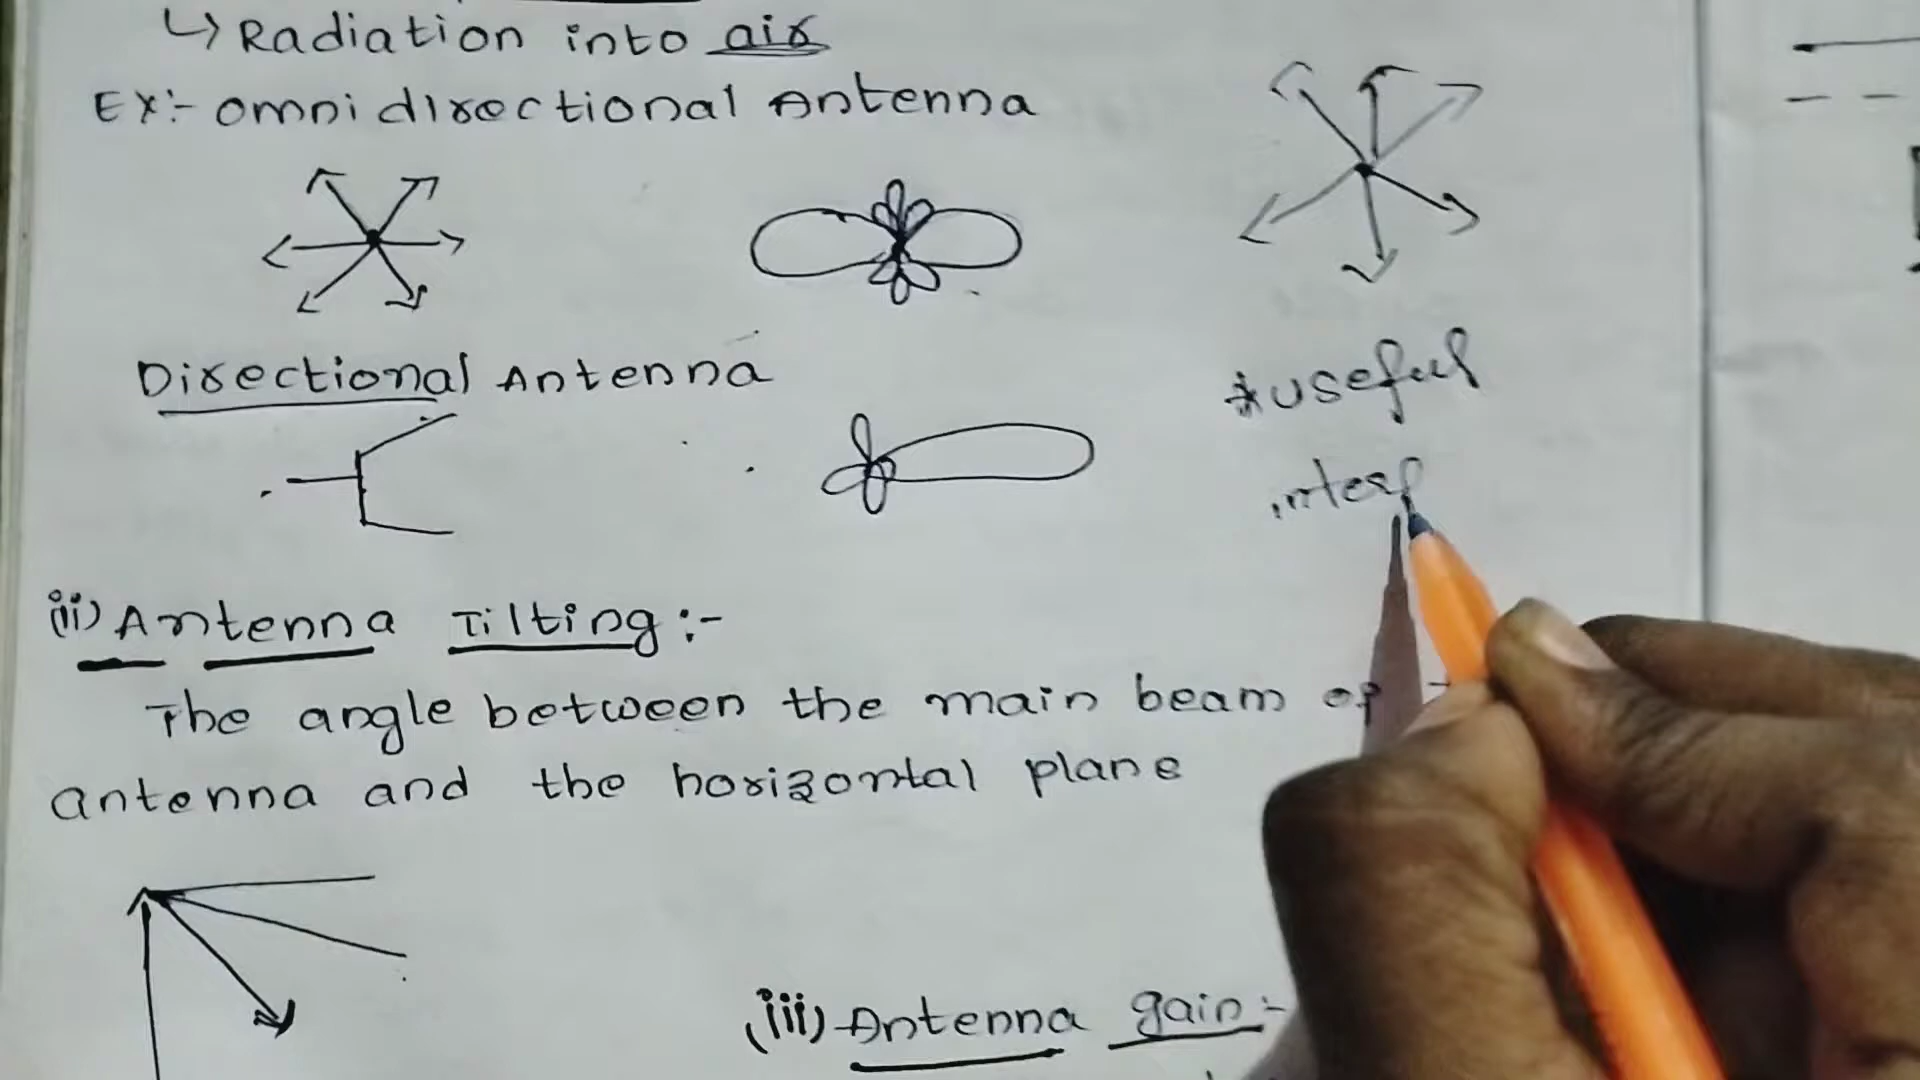 ↳ Radiation into air
Ex:- omnidirectional Antenna
Directional Antenna
*useful
interf
(ii) Antenna Tilting :-
The angle between the main beam of
antenna and the horizontal plane
(iii) Antenna gain :-